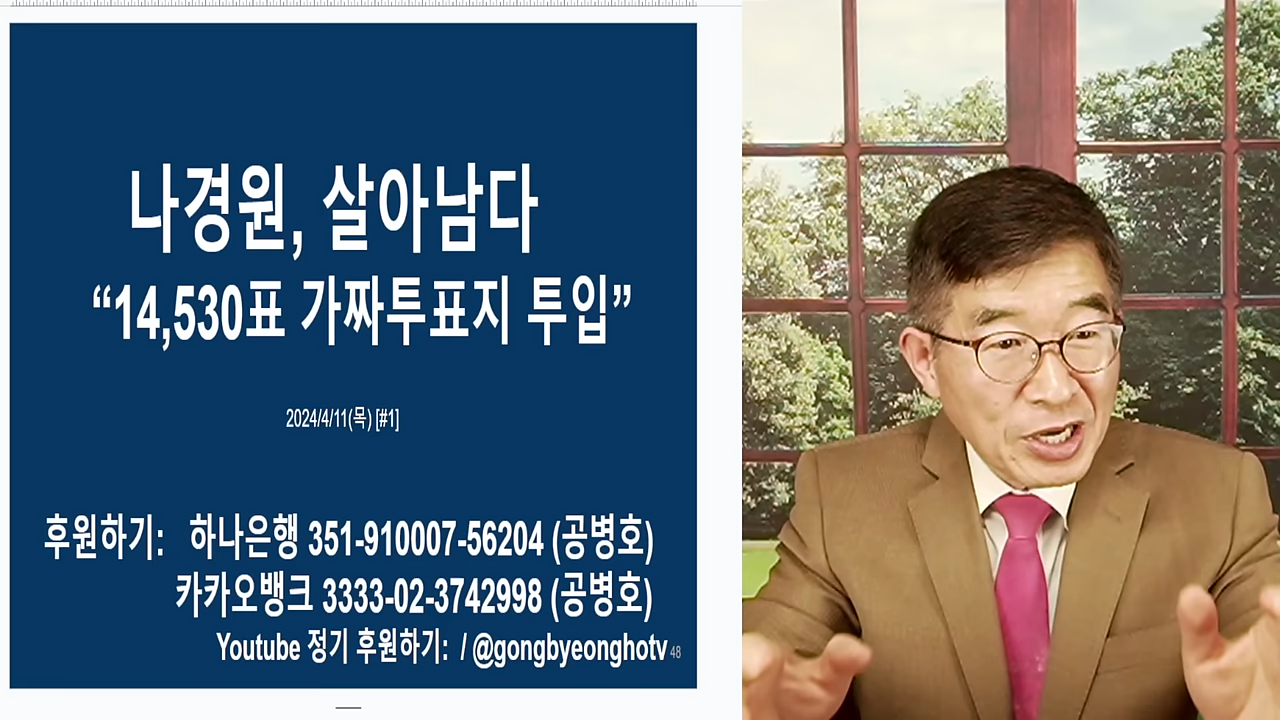 나경원, 살아남다
“14,530표 가짜투표지 투입”
2024/4/11(목) [#1]
후원하기: 하나은행 351-910007-56204 (공병호)
카카오뱅크 3333-02-3742998 (공병호)
Youtube 정기 후원하기: / @gongbyeonghotv
48